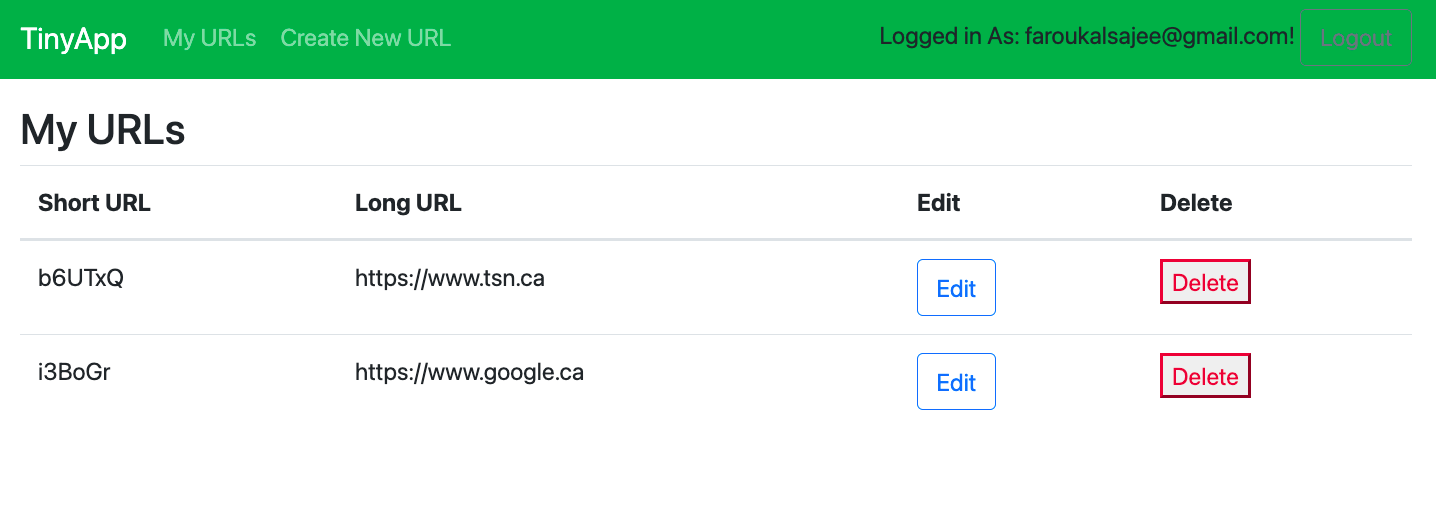 TinyApp My URLs Create New URL Logged in As: faroukalsajee@gmail.com! Logout
My URLs
Short URL Long URL Edit Delete
b6UTxQ https://www.tsn.ca Edit Delete
i3BoGr https://www.google.ca Edit Delete